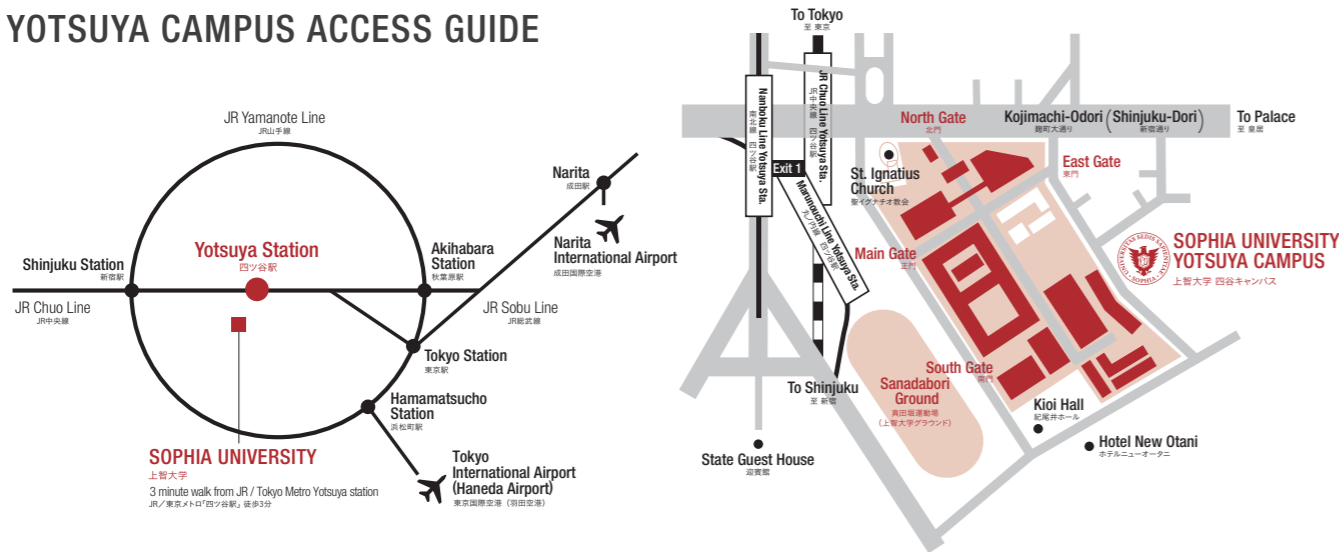 YOTSUYA CAMPUS ACCESS GUIDE
JR Yamanote Line
JR山手線
Narita
成田駅
Narita
International Airport
成田国際空港
Yotsuya Station
四ツ谷駅
Akihabara
Station
秋葉原駅
Shinjuku Station
新宿駅
JR Chuo Line
JR中央線
JR Sobu Line
JR総武線
Tokyo Station
東京駅
Hamamatsucho
Station
浜松町駅
SOPHIA UNIVERSITY
上智大学
3 minute walk from JR / Tokyo Metro Yotsuya station
JR／東京メトロ「四ツ谷駅」徒歩3分
Tokyo
International Airport
(Haneda Airport)
東京国際空港（羽田空港）
To Tokyo
至 東京
Nanboku Line Yotsuya Sta.
南北線 四ツ谷駅
JR Chuo Line Yotsuya Sta.
JR中央線 四ツ谷駅
North Gate
北門
Kojimachi-Odori (Shinjuku-Dori)
麹町大通り 新宿通り
To Palace
至 皇居
Exit 1
Marunouchi Line Yotsuya Sta.
丸ノ内線 四ツ谷駅
St. Ignatius
Church
聖イグナチオ教会
East Gate
東門
Main Gate
正門
SOPHIA UNIVERSITY
YOTSUYA CAMPUS
上智大学 四谷キャンパス
South Gate
南門
To Shinjuku
至 新宿
Sanadabori
Ground
真田堀運動場
（上智大学グラウンド）
Kioi Hall
紀尾井ホール
Hotel New Otani
ホテルニューオータニ
State Guest House
迎賓館